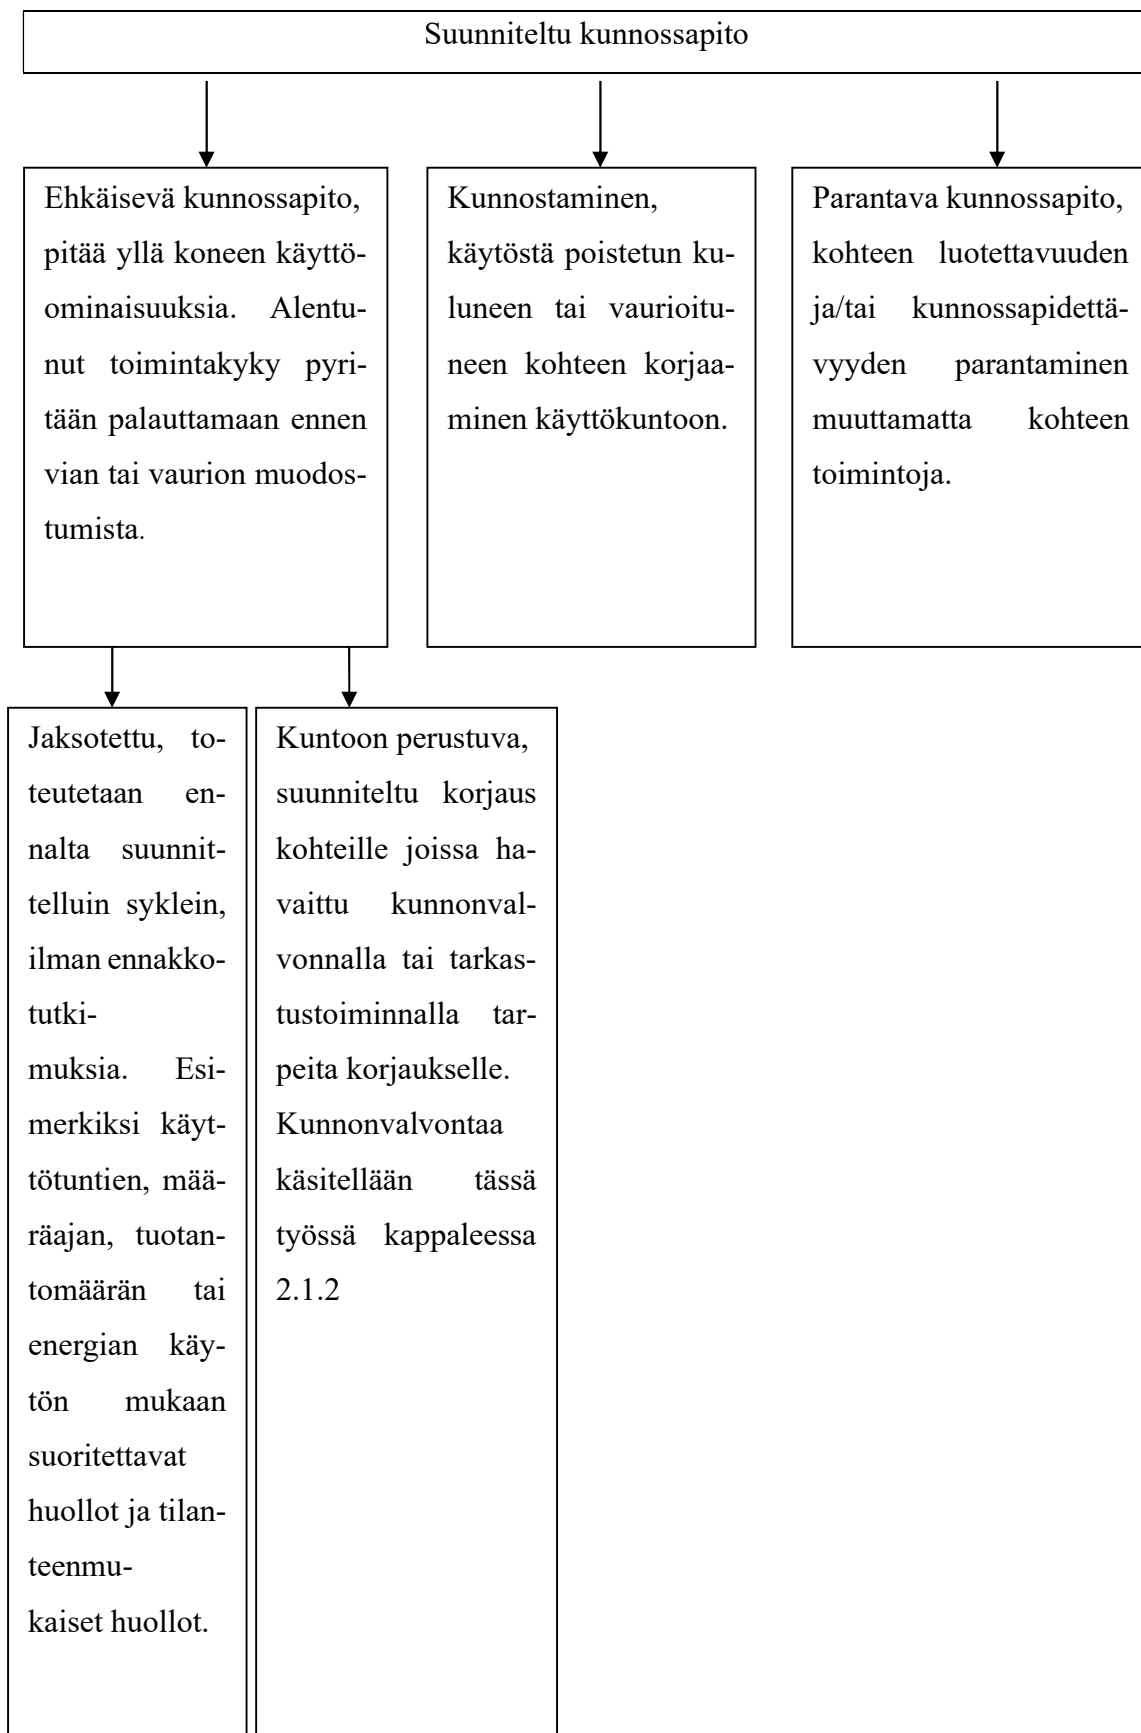 Suunniteltu kunnossapito
Ehkäisevä kunnossapito,
pitää yllä koneen käyttö-
ominaisuuksia. Alentu-
nut toimintakyky pyri-
tään palauttamaan ennen
vian tai vaurion muodos-
tumista.
Kunnostaminen,
käytöstä poistetun ku-
luneen tai vaurioitu-
neen kohteen korjaa-
minen käyttökuntoon.
Parantava kunnossapito,
kohteen luotettavuuden
ja/tai kunnossapidettä-
vyyden parantaminen
muuttamatta kohteen
toimintoja.
Jaksotettu, to-
teutetaan en-
nalta suunnit-
telluin syklein,
ilman ennakko-
tutki-
muksia. Esi-
merkiksi käyt-
tötuntien, mää-
räajan, tuotan-
tomäärän tai
energian käy-
tön mukaan
suoritettavat
huollot ja tilan-
teenmu-
kaiset huollot.
Kuntoon perustuva,
suunniteltu korjaus
kohteille joissa ha-
vaittu kunnonval-
vonnalla tai tarkas-
tustoiminnalla tar-
peita korjaukselle.
Kunnonvalvontaa
käsitellään tässä
työssä kappaleessa
2.1.2